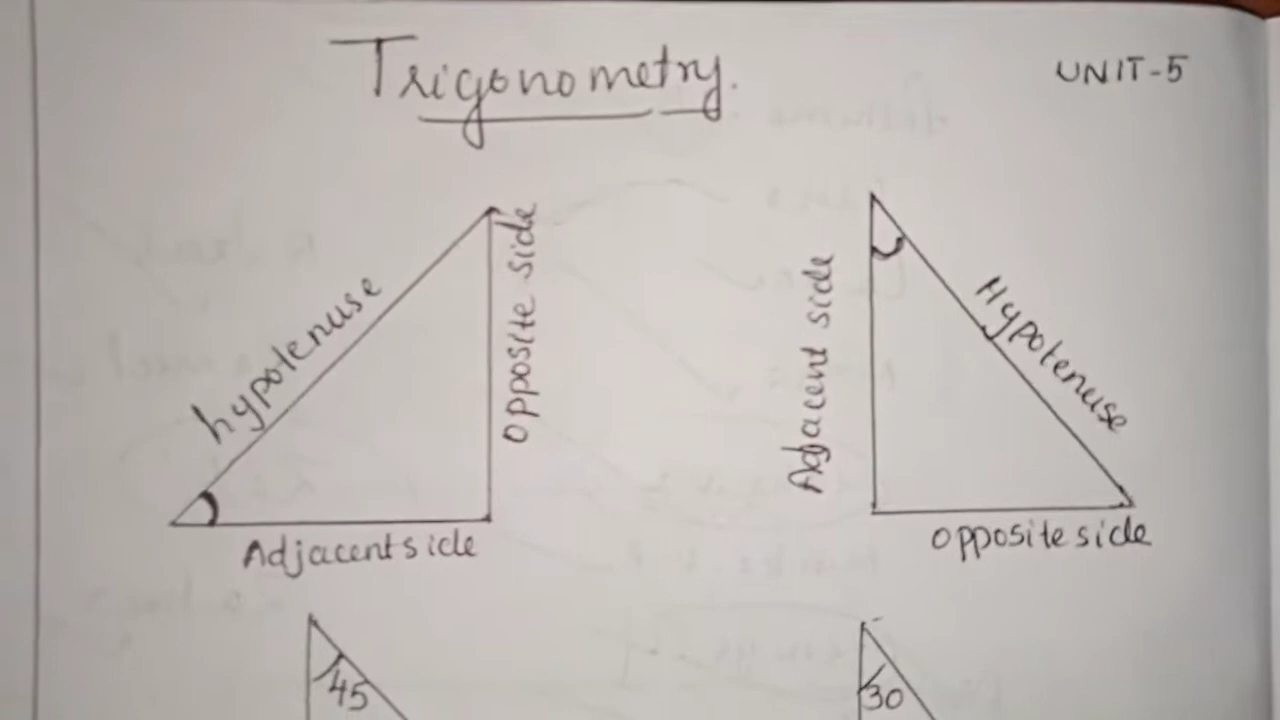 Trigonometry.
UNIT-5
hypotenuse
opposite side
Adjacent side
Adjacent side
Hypotenuse
opposite side
45
30